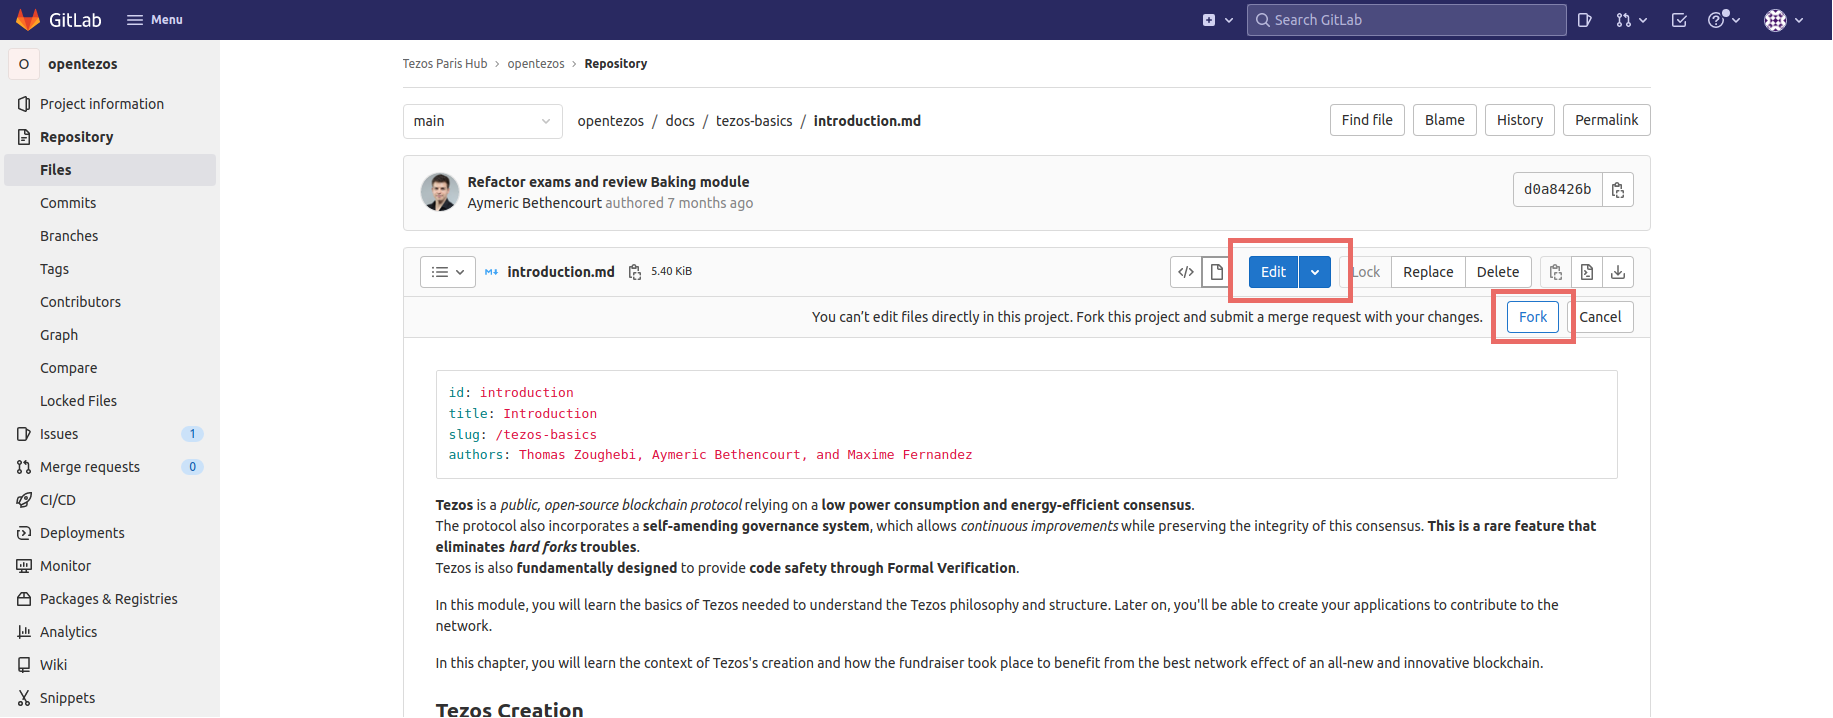 GitLab Menu Search GitLab
O opentezos
Project information
Repository
Files
Commits
Branches
Tags
Contributors
Graph
Compare
Locked Files
Issues 1
Merge requests 0
CI/CD
Deployments
Monitor
Packages & Registries
Analytics
Wiki
Snippets
Tezos Paris Hub › opentezos › Repository
main opentezos / docs / tezos-basics / introduction.md Find file Blame History Permalink
Refactor exams and review Baking module
Aymeric Bethencourt authored 7 months ago
d0a8426b
introduction.md 5.40 KiB Edit Lock Replace Delete
You can't edit files directly in this project. Fork this project and submit a merge request with your changes. Fork Cancel
id: introduction
title: Introduction
slug: /tezos-basics
authors: Thomas Zoughebi, Aymeric Bethencourt, and Maxime Fernandez
Tezos is a public, open-source blockchain protocol relying on a low power consumption and energy-efficient consensus.
The protocol also incorporates a self-amending governance system, which allows continuous improvements while preserving the integrity of this consensus. This is a rare feature that
eliminates hard forks troubles.
Tezos is also fundamentally designed to provide code safety through Formal Verification.
In this module, you will learn the basics of Tezos needed to understand the Tezos philosophy and structure. Later on, you'll be able to create your applications to contribute to the
network.
In this chapter, you will learn the context of Tezos's creation and how the fundraiser took place to benefit from the best network effect of an all-new and innovative blockchain.
Tezos Creation